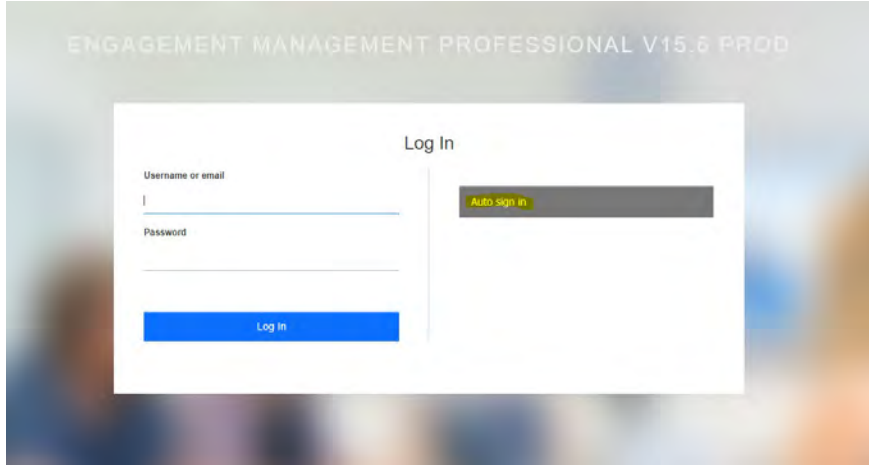 ENGAGEMENT MANAGEMENT PROFESSIONAL V15.6 PROD
Log In
Username or email
Password
Log In
Auto sign in